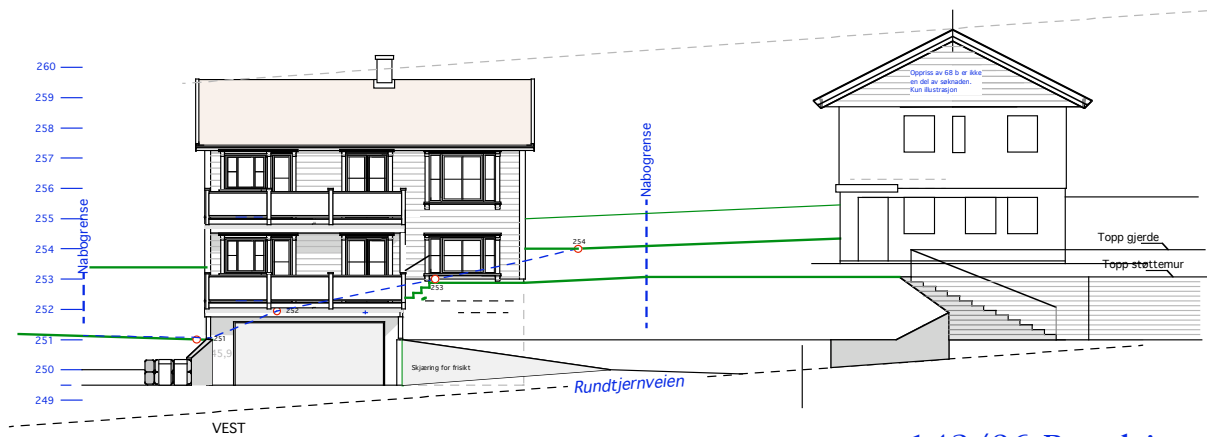 260
259
258
257
256
255
254
253
252
251
250
249
Nabogrense
Nabogrense
Oppriss av 68 b er ikke
en del av søknaden.
Kun illustrasjon
254
253
252
251
45,9
Topp gjerde
Topp støttemur
Skjæring for frisikt
Rundtjernveien
VEST